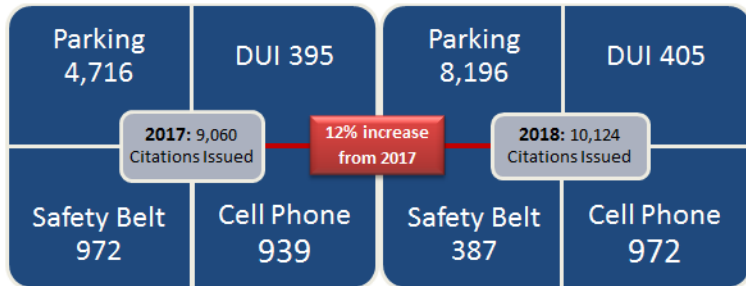 Parking
4,716
DUI 395
Parking
8,196
DUI 405
2017: 9,060
Citations Issued
12% increase
from 2017
2018: 10,124
Citations Issued
Safety Belt
972
Cell Phone
939
Safety Belt
387
Cell Phone
972